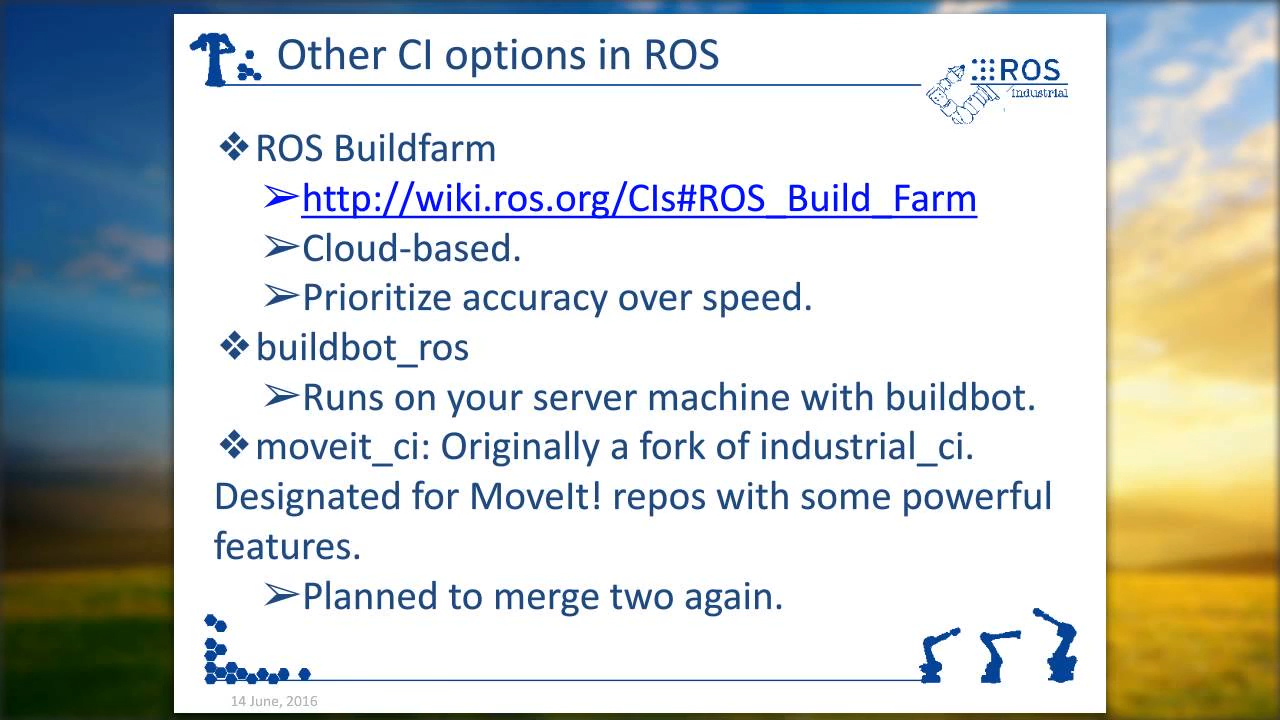 Other CI options in ROS
ROS
Industrial
❖ROS Buildfarm
➢http://wiki.ros.org/CIs#ROS_Build_Farm
➢Cloud-based.
➢Prioritize accuracy over speed.
❖buildbot_ros
➢Runs on your server machine with buildbot.
❖moveit_ci: Originally a fork of industrial_ci.
Designated for MoveIt! repos with some powerful
features.
➢Planned to merge two again.
14 June, 2016